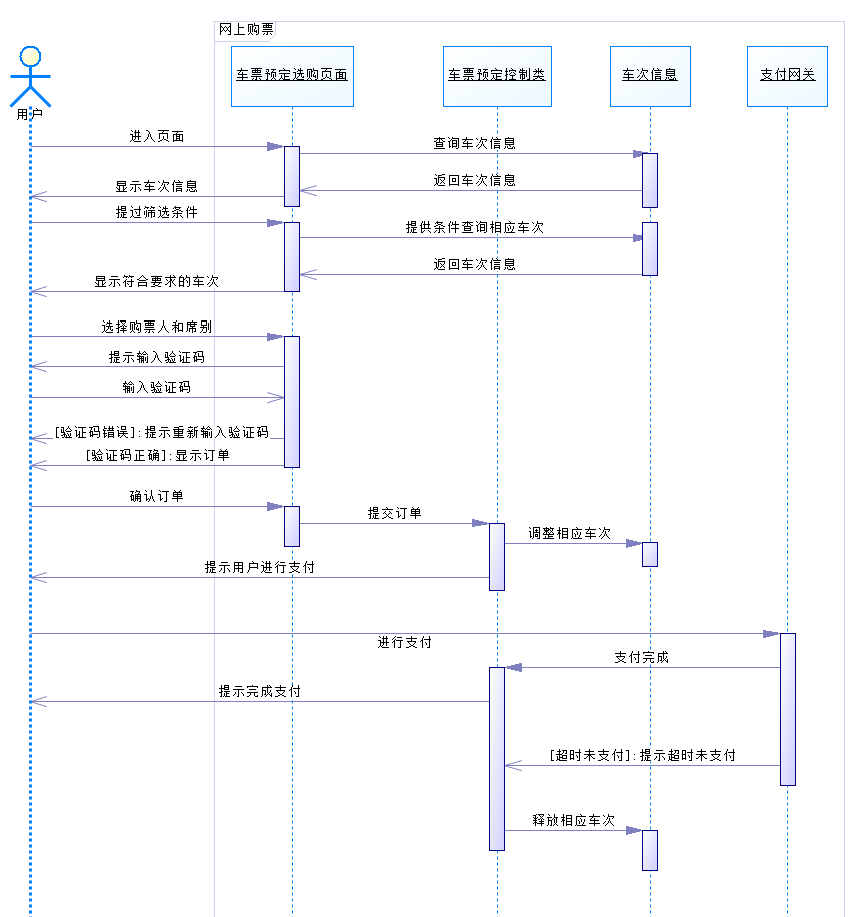 网上购票
车票预定选购页面
车票预定控制类
车次信息
支付网关
用户
进入页面
查询车次信息
返回车次信息
显示车次信息
提过筛选条件
提供条件查询相应车次
返回车次信息
显示符合要求的车次
选择购票人和席别
提示输入验证码
输入验证码
[验证码错误]:提示重新输入验证码
[验证码正确]:显示订单
确认订单
提交订单
调整相应车次
提示用户进行支付
进行支付
支付完成
提示完成支付
[超时未支付]:提示超时未支付
释放相应车次